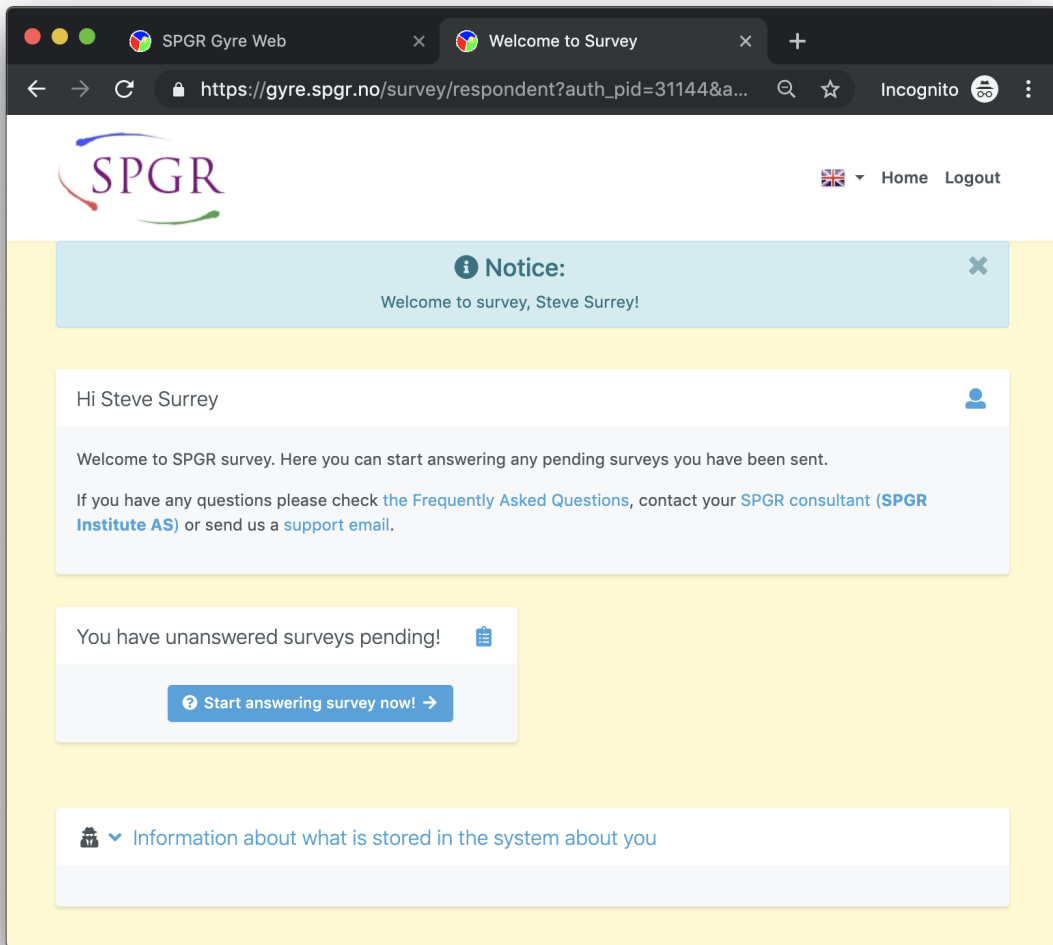 SPGR Gyre Web
Welcome to Survey
https://gyre.spgr.no/survey/respondent?auth_pid=31144&a...
Incognito
SPGR
Home
Logout
Notice:
Welcome to survey, Steve Surrey!
Hi Steve Surrey
Welcome to SPGR survey. Here you can start answering any pending surveys you have been sent.
If you have any questions please check the Frequently Asked Questions, contact your SPGR consultant (SPGR
Institute AS) or send us a support email.
You have unanswered surveys pending!
Start answering survey now!
Information about what is stored in the system about you